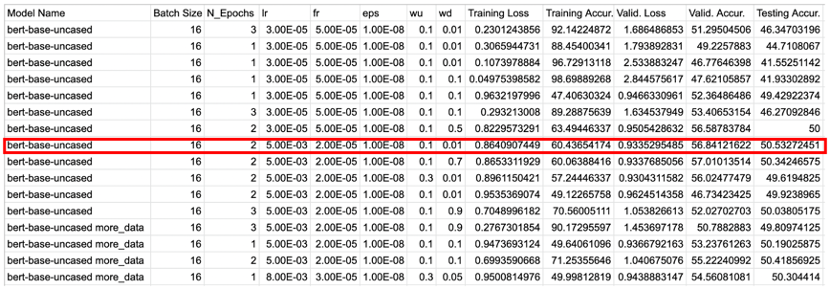 Model Name Batch Size N_Epochs lr fr eps wu wd Training Loss Training Accur. Valid. Loss Valid. Accur. Testing Accur.
bert-base-uncased 16 3 3.00E-05 5.00E-05 1.00E-08 0.1 0.01 0.2301243856 92.14224872 1.686486853 51.29504506 46.34703196
bert-base-uncased 16 1 3.00E-05 5.00E-05 1.00E-08 0.1 0.01 0.3065944731 88.45400341 1.793892831 49.2257883 44.7108067
bert-base-uncased 16 1 3.00E-05 5.00E-05 1.00E-08 0.1 0.01 0.1073978884 96.72913118 2.533883247 46.77646398 41.55251142
bert-base-uncased 16 1 3.00E-05 5.00E-05 1.00E-08 0.1 0.1 0.04975398582 98.69889268 2.844575617 47.62105857 41.93302892
bert-base-uncased 16 1 3.00E-05 5.00E-05 1.00E-08 0.1 0.1 0.9632197996 47.40630324 0.9466330961 52.36486486 49.42922374
bert-base-uncased 16 3 3.00E-05 5.00E-05 1.00E-08 0.1 0.1 0.293213008 89.28875639 1.634537949 53.40653154 46.27092846
bert-base-uncased 16 2 3.00E-05 5.00E-05 1.00E-08 0.1 0.5 0.8229573291 63.49446337 0.9505428632 56.58783784 50
bert-base-uncased 16 2 5.00E-03 2.00E-05 1.00E-08 0.1 0.01 0.8640907449 60.43654174 0.9335295485 56.84121622 50.53272451
bert-base-uncased 16 2 5.00E-03 2.00E-05 1.00E-08 0.1 0.7 0.8653311929 60.06388416 0.9337685056 57.01013514 50.34246575
bert-base-uncased 16 2 5.00E-03 2.00E-05 1.00E-08 0.3 0.01 0.8961150421 57.24446337 0.9304311582 56.02477479 49.6194825
bert-base-uncased 16 2 5.00E-03 2.00E-05 1.00E-08 0.1 0.01 0.9535369074 49.12265758 0.9624514358 46.73423425 49.9238965
bert-base-uncased 16 3 5.00E-03 2.00E-05 1.00E-08 0.1 0.9 0.7048996182 70.56005111 1.053826613 52.02702703 50.03805175
bert-base-uncased more_data 16 3 5.00E-03 2.00E-05 1.00E-08 0.1 0.9 0.2767301854 90.17295597 1.453697178 50.7882883 49.80974125
bert-base-uncased more_data 16 1 5.00E-03 2.00E-05 1.00E-08 0.1 0.1 0.9473693124 49.64061096 0.9366792163 53.23761263 50.19025875
bert-base-uncased more_data 16 2 5.00E-03 2.00E-05 1.00E-08 0.1 0.1 0.6993590668 71.25355646 1.040675076 55.22240992 50.41856925
bert-base-uncased more_data 16 1 8.00E-03 3.00E-05 1.00E-08 0.3 0.05 0.9500814976 49.99812819 0.9438883147 54.56081081 50.304414